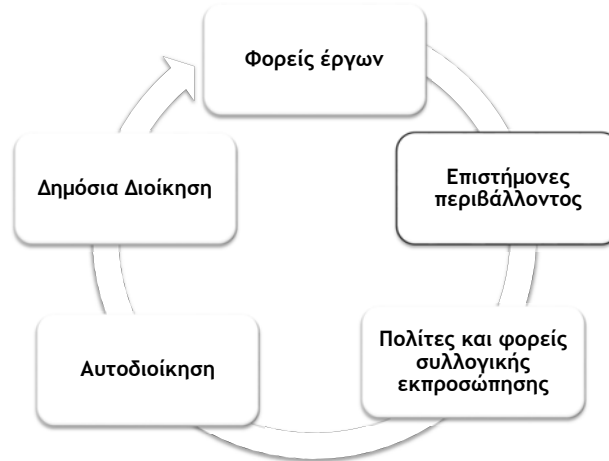 Φορείς έργων
Επιστήμονες
περιβάλλοντος
Πολίτες και φορείς
συλλογικής
εκπροσώπησης
Αυτοδιοίκηση
Δημόσια Διοίκηση